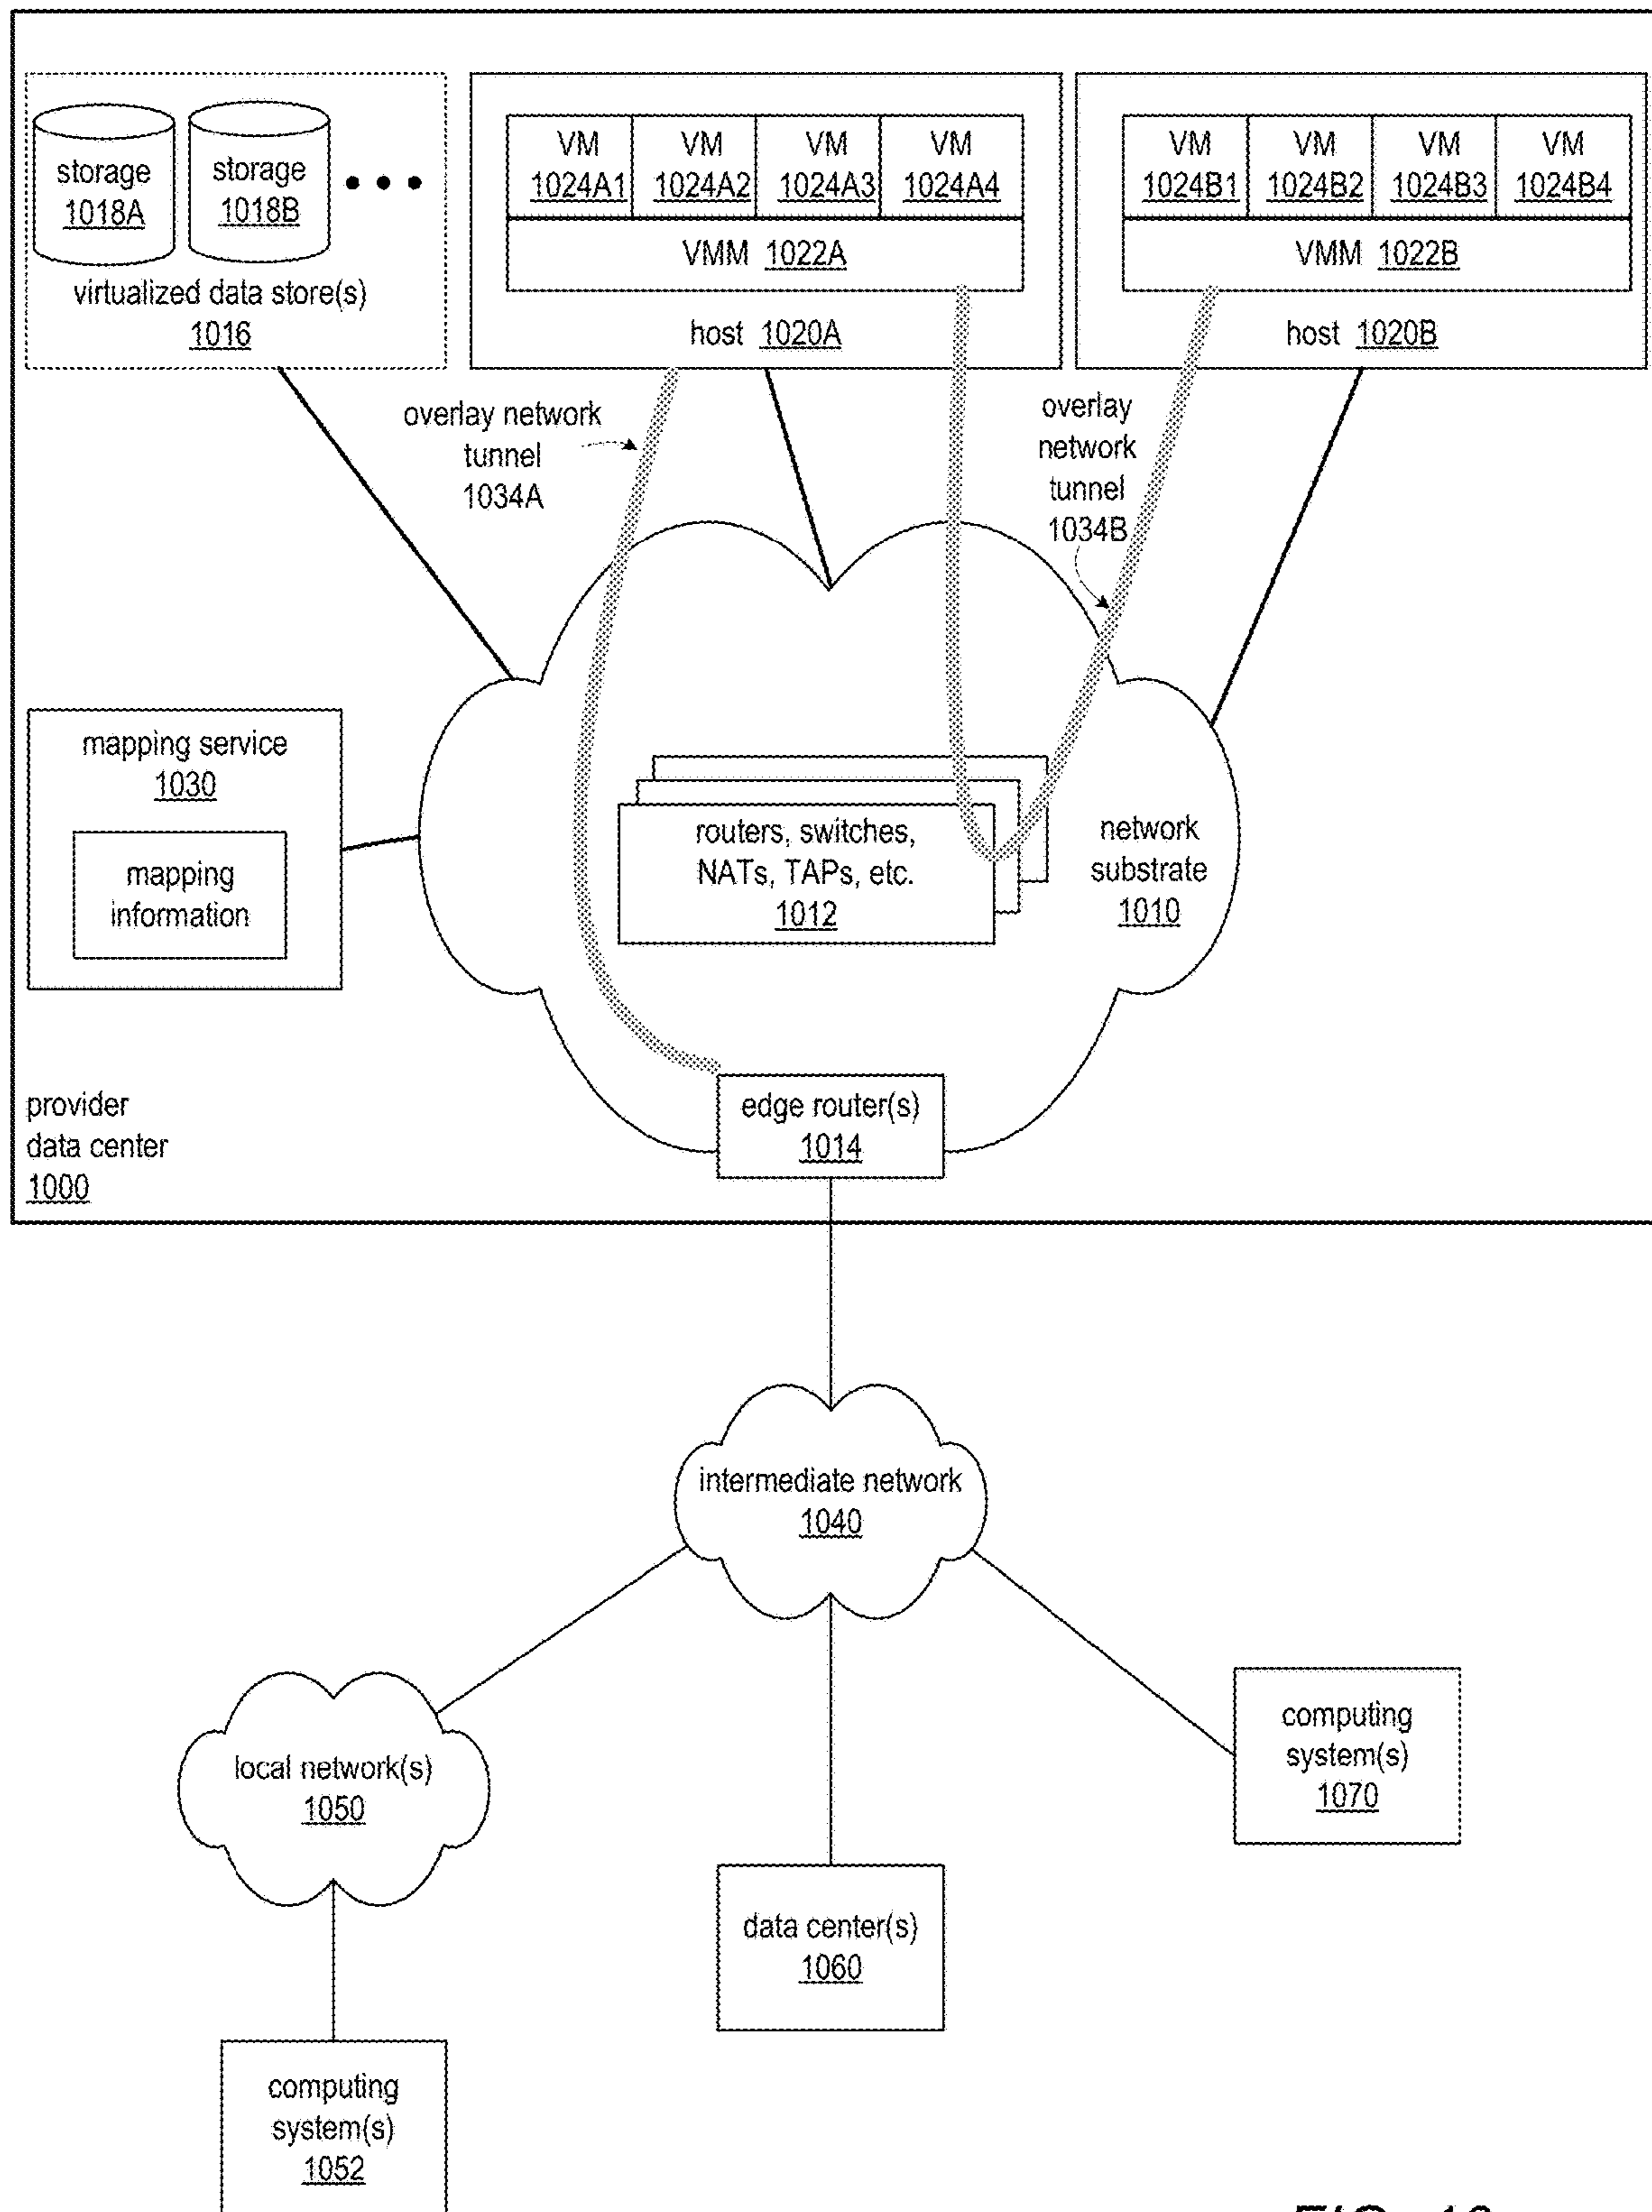 storage
1018A
storage
1018B
virtualized data store(s)
1016
VM
1024A1
VM
1024A2
VM
1024A3
VM
1024A4
VMM 1022A
host 1020A
VM
1024B1
VM
1024B2
VM
1024B3
VM
1024B4
VMM 1022B
host 1020B
overlay network
tunnel
1034A
overlay
network
tunnel
1034B
mapping service
1030
mapping
information
routers, switches,
NATs, TAPs, etc.
1012
network
substrate
1010
edge router(s)
1014
provider
data center
1000
intermediate network
1040
local network(s)
1050
computing
system(s)
1070
data center(s)
1060
computing
system(s)
1052